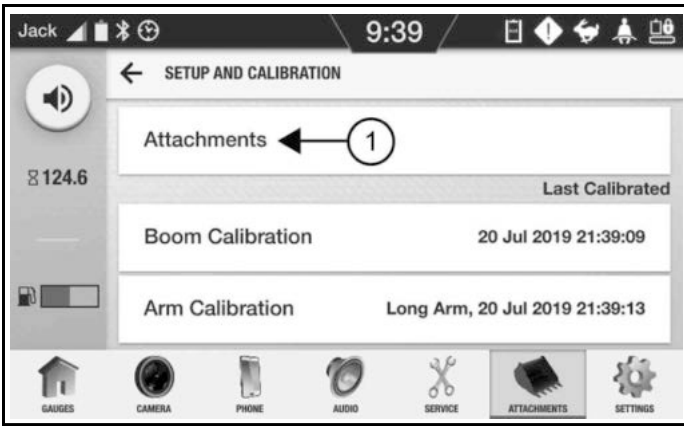 Jack 9:39
SETUP AND CALIBRATION
Attachments 1
124.6
Last Calibrated
Boom Calibration 20 Jul 2019 21:39:09
Arm Calibration Long Arm, 20 Jul 2019 21:39:13
GAUGES CAMERA PHONE AUDIO SERVICE ATTACHMENTS SETTINGS